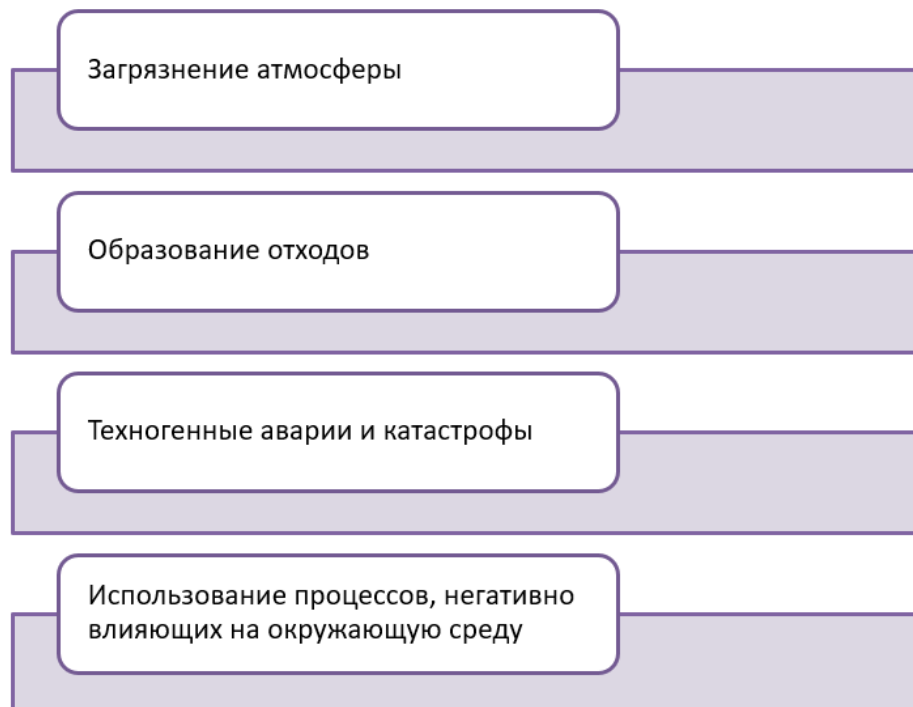 Загрязнение атмосферы
Образование отходов
Техногенные аварии и катастрофы
Использование процессов, негативно
влияющих на окружающую среду